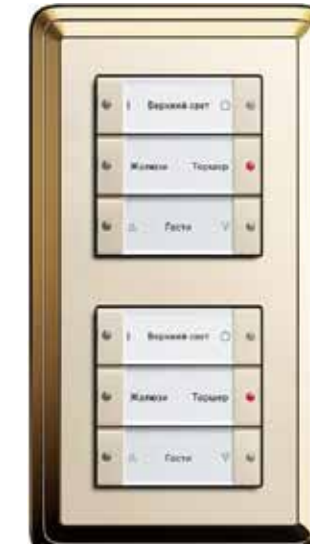 I Верхний свет
Жалюзи Торшер
Гости
I Верхний свет
Жалюзи Торшер
Гости